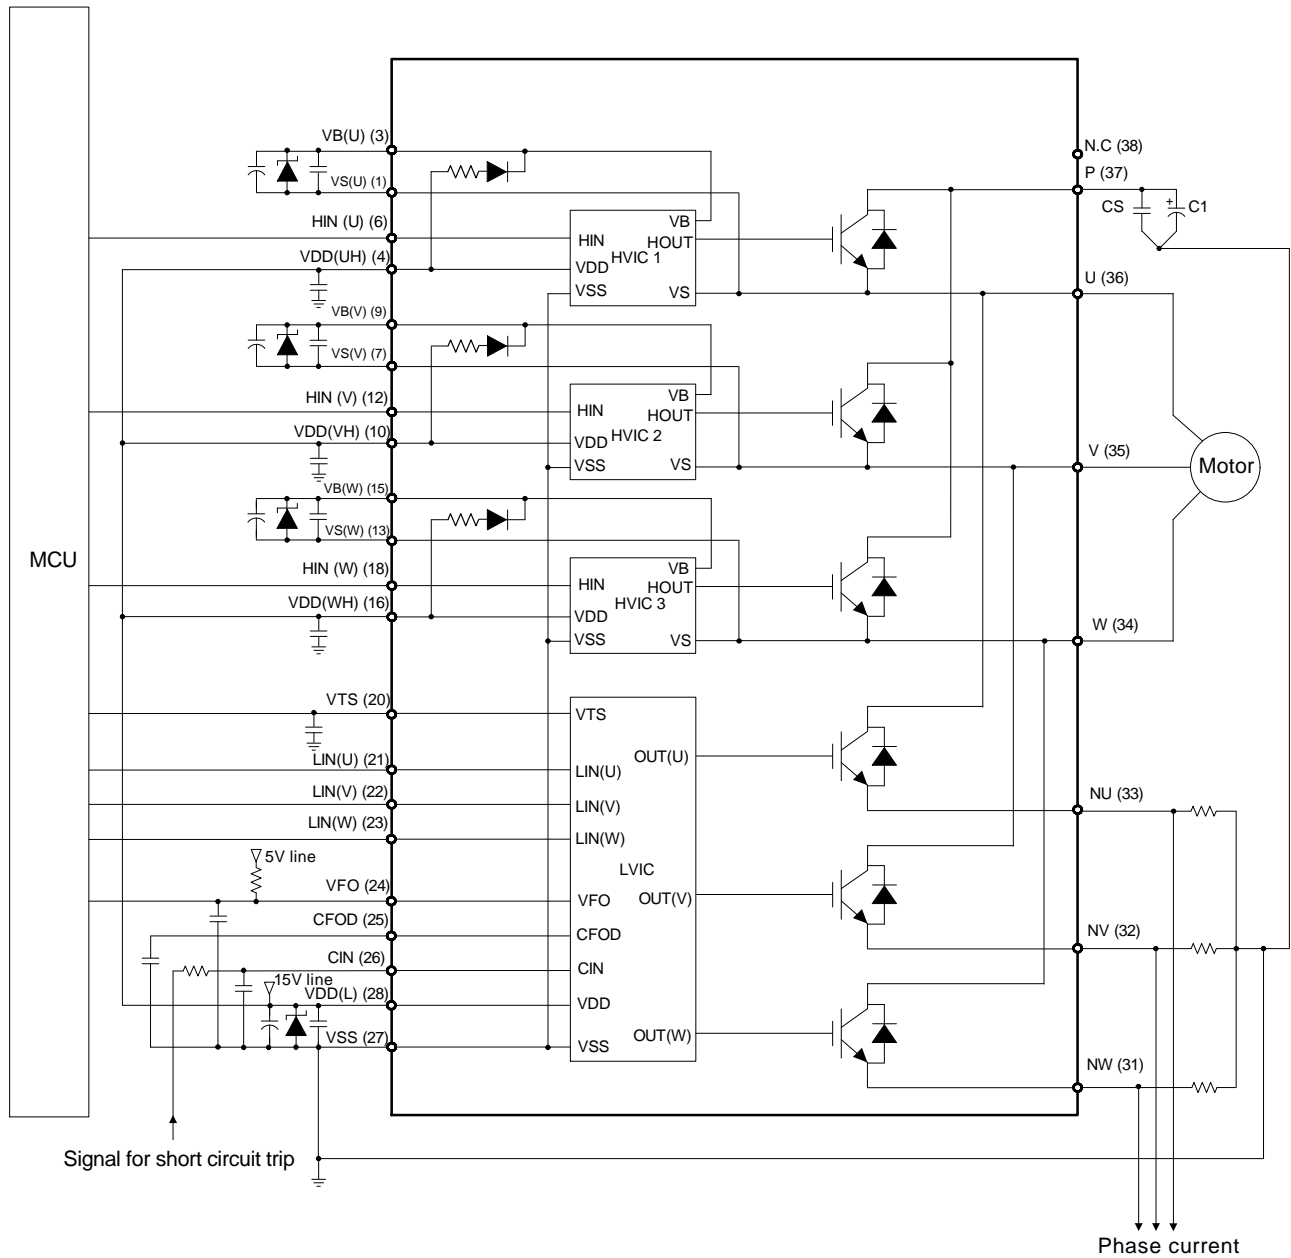 VB(U) (3)
VS(U) (1)
HIN (U) (6)
VDD(UH) (4)
VB(V) (9)
VS(V) (7)
HIN (V) (12)
VDD(VH) (10)
VB(W) (15)
VS(W) (13)
MCU
HIN (W) (18)
VDD(WH) (16)
VTS (20)
LIN(U) (21)
LIN(V) (22)
LIN(W) (23)
5V line
VFO (24)
CFOD (25)
CIN (26)
15V line
VDD(L) (28)
VSS (27)
Signal for short circuit trip
VB
HIN
HOUT
HVIC 1
VDD
VSS
VS
VB
HIN
HOUT
HVIC 2
VDD
VSS
VS
VB
HIN
HOUT
HVIC 3
VDD
VSS
VS
VTS
OUT(U)
LIN(U)
LIN(V)
LIN(W)
LVIC
VFO
OUT(V)
CFOD
CIN
VDD
OUT(W)
VSS
N.C (38)
P (37)
CS
+
C1
U (36)
V (35)
Motor
W (34)
NU (33)
NV (32)
NW (31)
Phase current